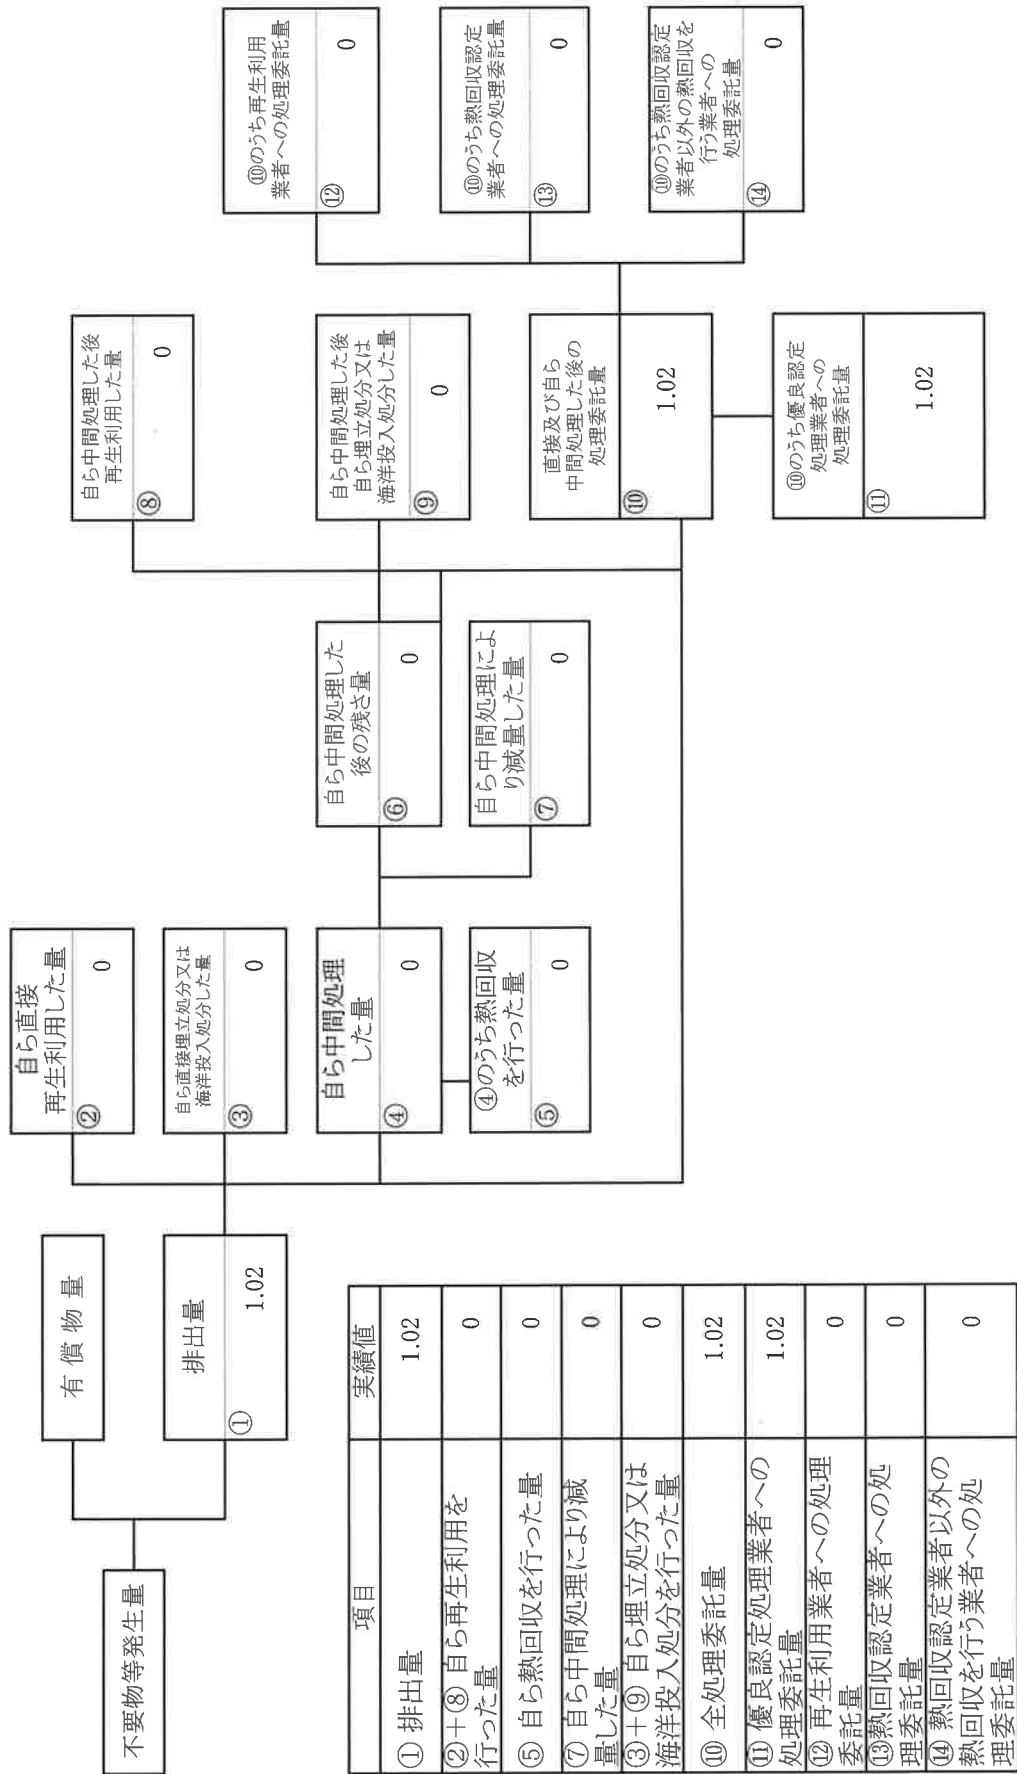 不要物等発生量
有償物量
排出量
①
1.02
自ら直接
再生利用した量
②
0
自ら直接埋立処分又は
海洋投入処分した量
③
0
自ら中間処理
した量
④
0
④のうち熱回収
を行った量
⑤
0
自ら中間処理した
後の残さ量
⑥
0
自ら中間処理によ
り減量した量
⑦
0
自ら中間処理した後
再生利用した量
⑧
0
自ら中間処理した後
自ら埋立処分又は
海洋投入処分した量
⑨
0
直接及び自ら
中間処理した後の
処理委託量
⑩
1.02
⑩のうち優良認定
処理業者への
処理委託量
⑪
1.02
⑩のうち再生利用
業者への処理委託量
⑫
0
⑩のうち熱回収認定
業者への処理委託量
⑬
0
⑩のうち熱回収認定
業者以外の熱回収を
行う業者への
処理委託量
⑭
0
項目 実績値
①排出量 1.02
②+⑧自ら再生利用を
行った量 0
⑤自ら熱回収を行った量 0
⑦自ら中間処理により減
量した量 0
③+⑨自ら埋立処分又は
海洋投入処分を行った量 0
⑩全処理委託量 1.02
⑪優良認定処理業者への
処理委託量 1.02
⑫再生利用業者への処理
委託量 0
⑬熱回収認定業者への処
理委託量 0
⑭熱回収認定業者以外の
熱回収を行う業者への処
理委託量 0